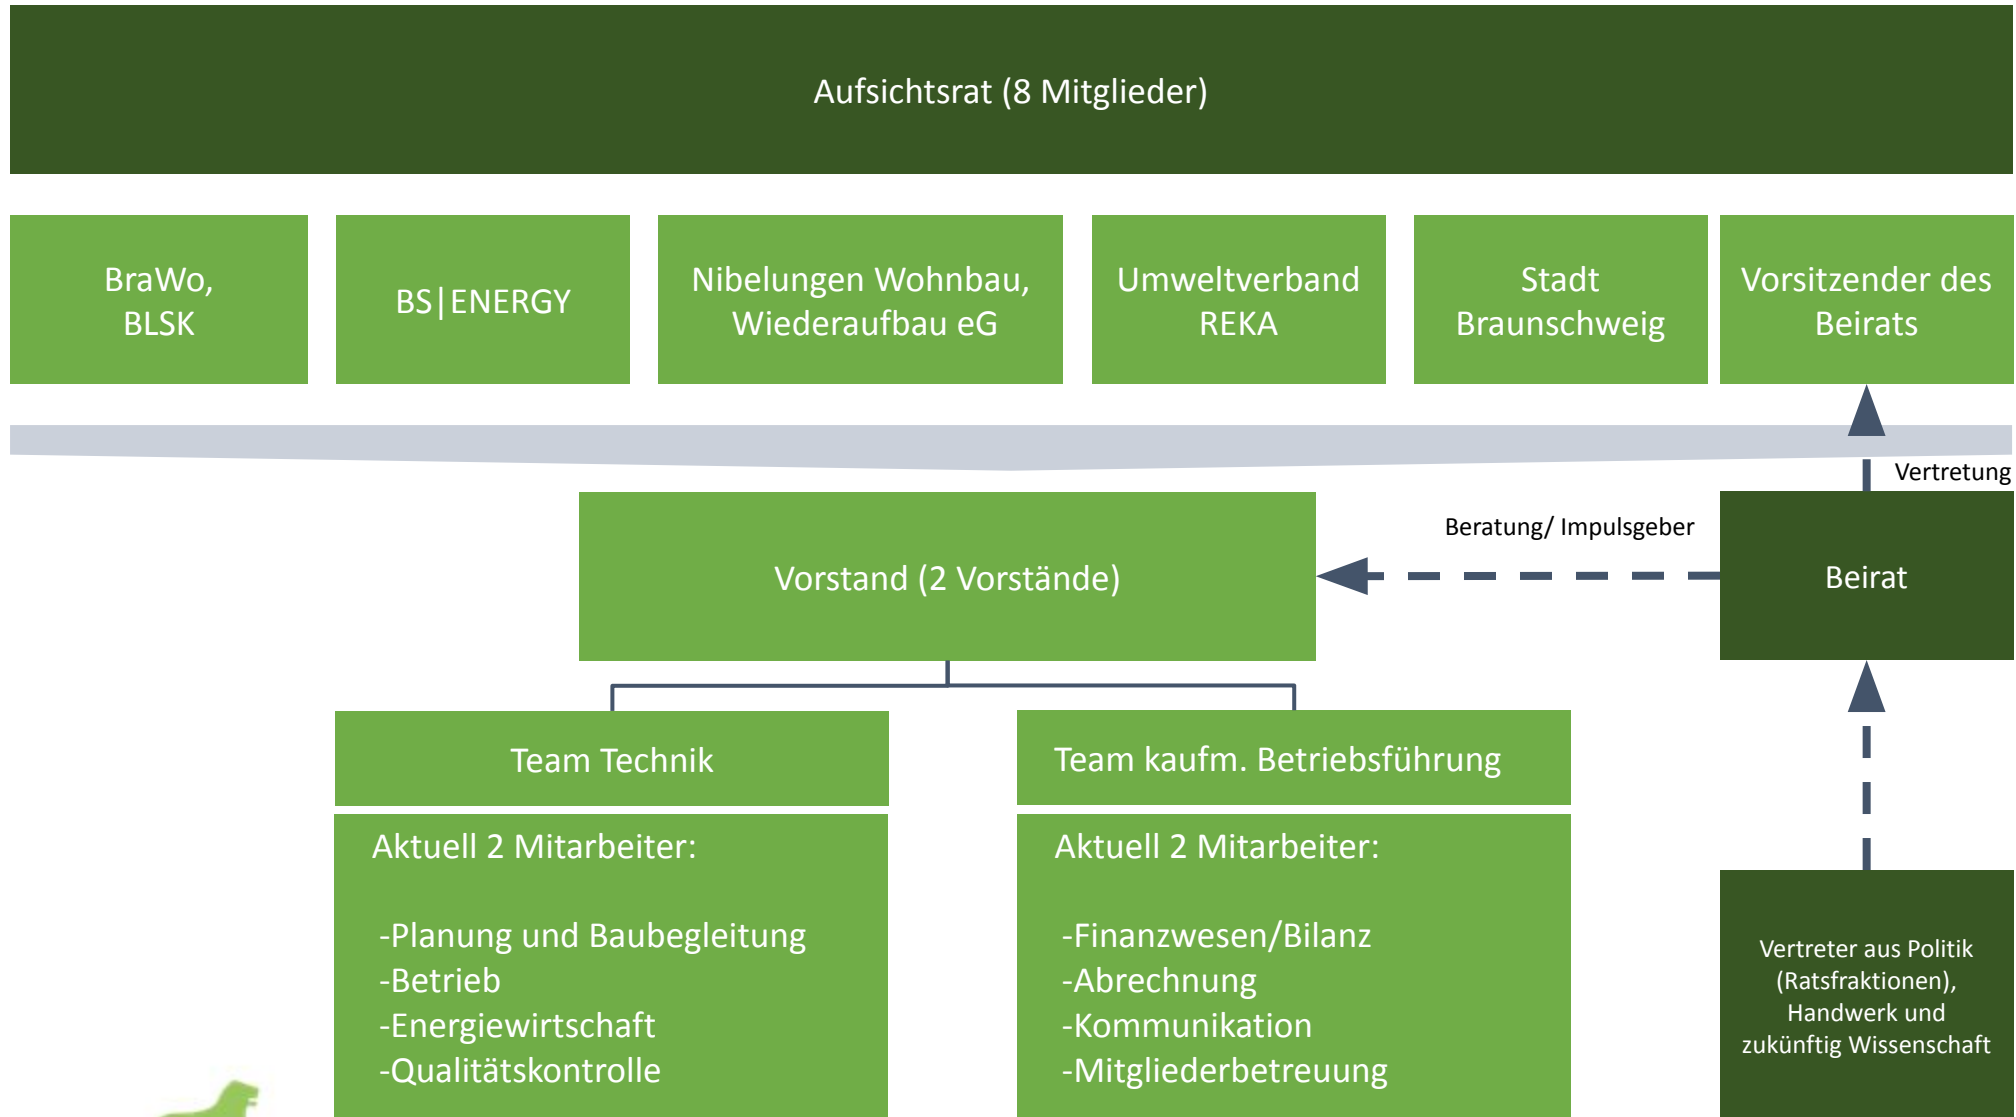 Aufsichtsrat (8 Mitglieder)
BraWo,
BLSK
BS|ENERGY
Nibelungen Wohnbau,
Wiederaufbau eG
Umweltverband
REKA
Stadt
Braunschweig
Vorsitzender des
Beirats
Vertretung
Vorstand (2 Vorstände)
Beratung/ Impulsgeber
Beirat
Team Technik
Aktuell 2 Mitarbeiter:
-Planung und Baubegleitung
-Betrieb
-Energiewirtschaft
-Qualitätskontrolle
Team kaufm. Betriebsführung
Aktuell 2 Mitarbeiter:
-Finanzwesen/Bilanz
-Abrechnung
-Kommunikation
-Mitgliederbetreuung
Vertreter aus Politik
(Ratsfraktionen),
Handwerk und
zukünftig Wissenschaft